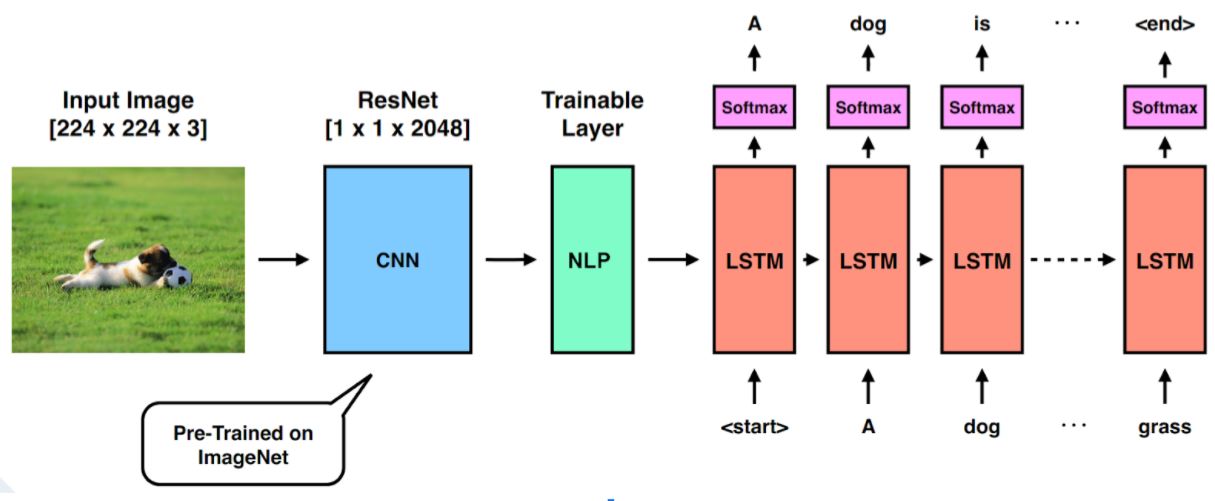 Input Image
[224 x 224 x 3]
ResNet
[1 x 1 x 2048]
Trainable
Layer
A dog is ··· <end>
Softmax Softmax Softmax Softmax
CNN
NLP
LSTM LSTM LSTM LSTM
<start> A dog ··· grass
Pre-Trained on
ImageNet